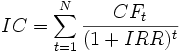 IC = \sum_{t=1}^{N} \frac{CF_t}{(1 + IRR)^t}